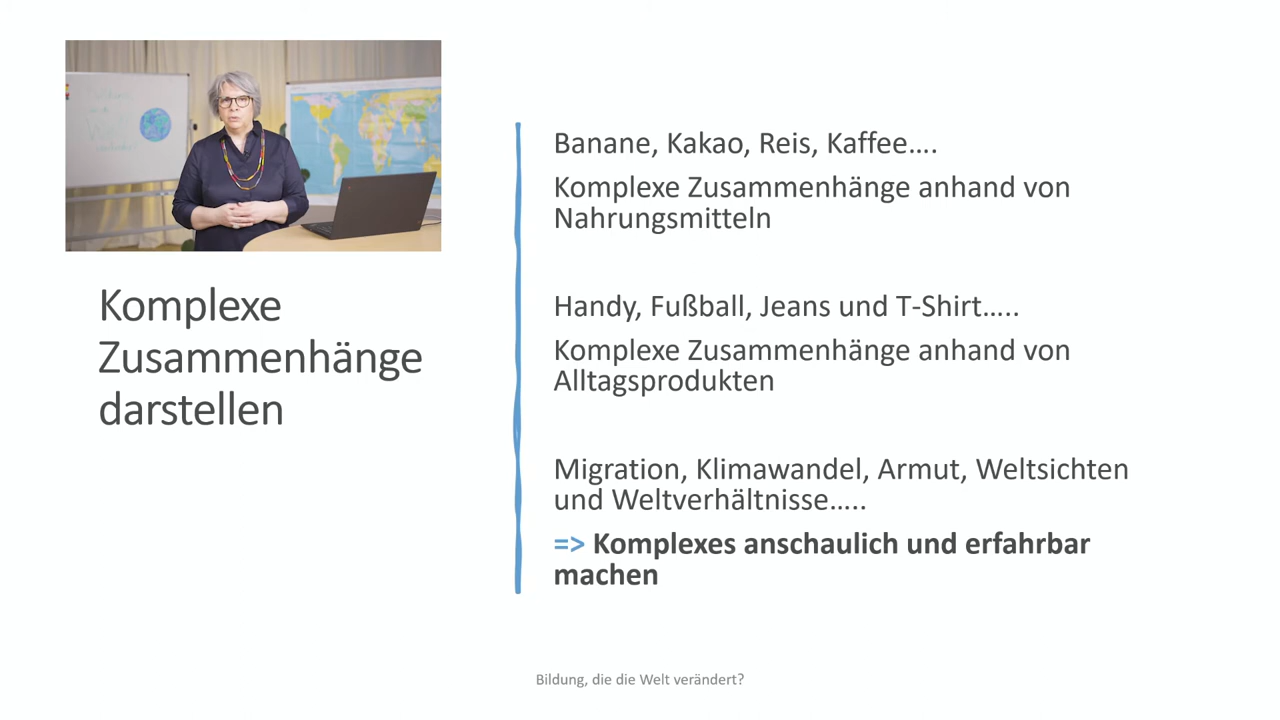 Komplexe
Zusammenhänge
darstellen
Banane, Kakao, Reis, Kaffee….
Komplexe Zusammenhänge anhand von
Nahrungsmitteln
Handy, Fußball, Jeans und T-Shirt…..
Komplexe Zusammenhänge anhand von
Alltagsprodukten
Migration, Klimawandel, Armut, Weltsichten
und Weltverhältnisse…..
=> Komplexes anschaulich und erfahrbar
machen
Bildung, die die Welt verändert?